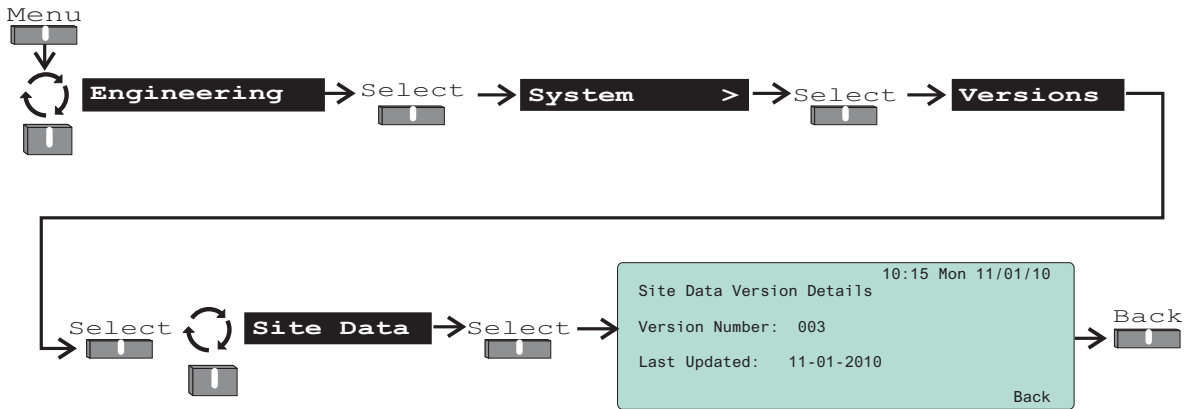 Menu
Engineering
Select
System >
Select
Versions
Select
Site Data
Select
10:15 Mon 11/01/10
Site Data Version Details
Version Number: 003
Last Updated: 11-01-2010
Back
Back